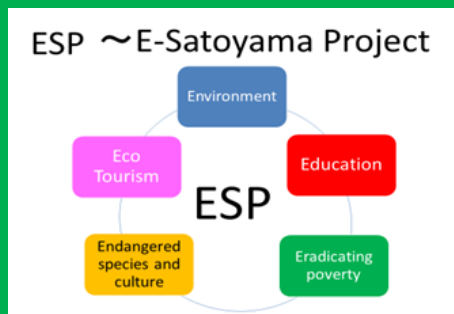 ESP ～E-Satoyama Project
Environment
Eco
Tourism
Education
ESP
Endangered
species and
culture
Eradicating
poverty